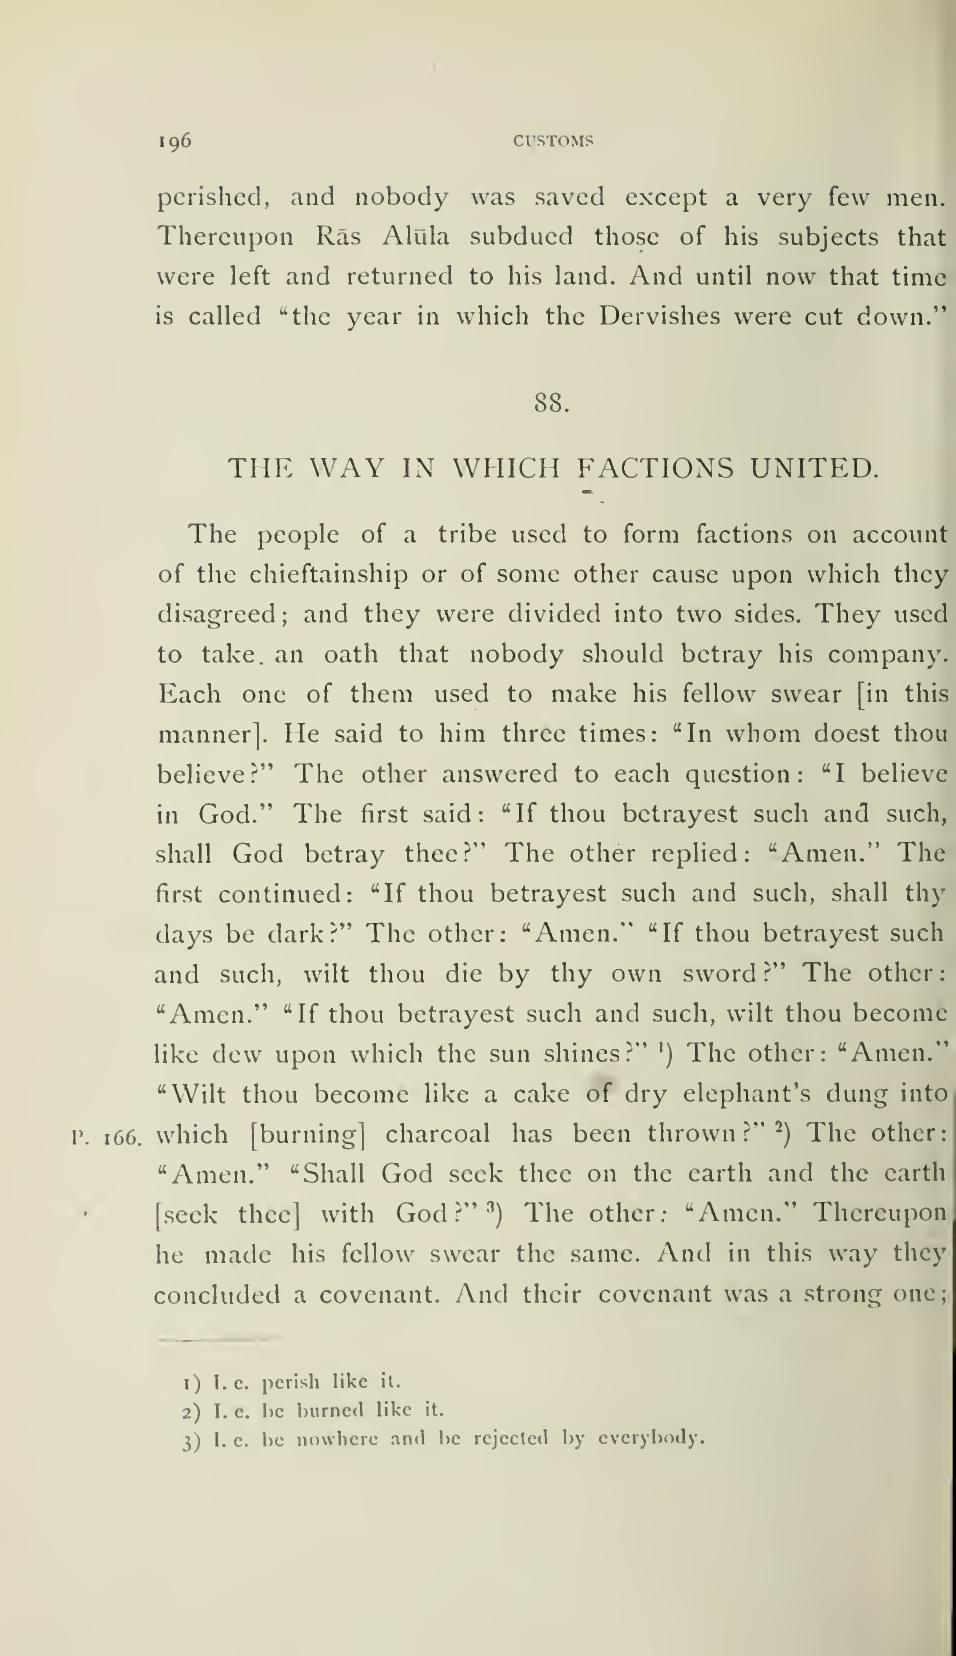 196 CUSTOMS
perished, and nobody was saved except a very few men.
Thereupon Rās Alūla subdued those of his subjects that
were left and returned to his land. And until now that time
is called “the year in which the Dervishes were cut down.”
88.
THE WAY IN WHICH FACTIONS UNITED.
The people of a tribe used to form factions on account
of the chieftainship or of some other cause upon which they
disagreed; and they were divided into two sides. They used
to take an oath that nobody should betray his company.
Each one of them used to make his fellow swear [in this
manner]. He said to him three times: “In whom doest thou
believe?” The other answered to each question: “I believe
in God.” The first said: “If thou betrayest such and such,
shall God betray thee?” The other replied: “Amen.” The
first continued: “If thou betrayest such and such, shall thy
days be dark?” The other: “Amen.” “If thou betrayest such
and such, wilt thou die by thy own sword?” The other:
“Amen.” “If thou betrayest such and such, wilt thou become
like dew upon which the sun shines?” ¹) The other: “Amen.”
“Wilt thou become like a cake of dry elephant's dung into
P. 166. which [burning] charcoal has been thrown?” ²) The other:
“Amen.” “Shall God seek thee on the earth and the earth
[seek thee] with God?” ³) The other: “Amen.” Thereupon
he made his fellow swear the same. And in this way they
concluded a covenant. And their covenant was a strong one;
1) I. e. perish like it.
2) I. e. be burned like it.
3) I. e. be nowhere and be rejected by everybody.